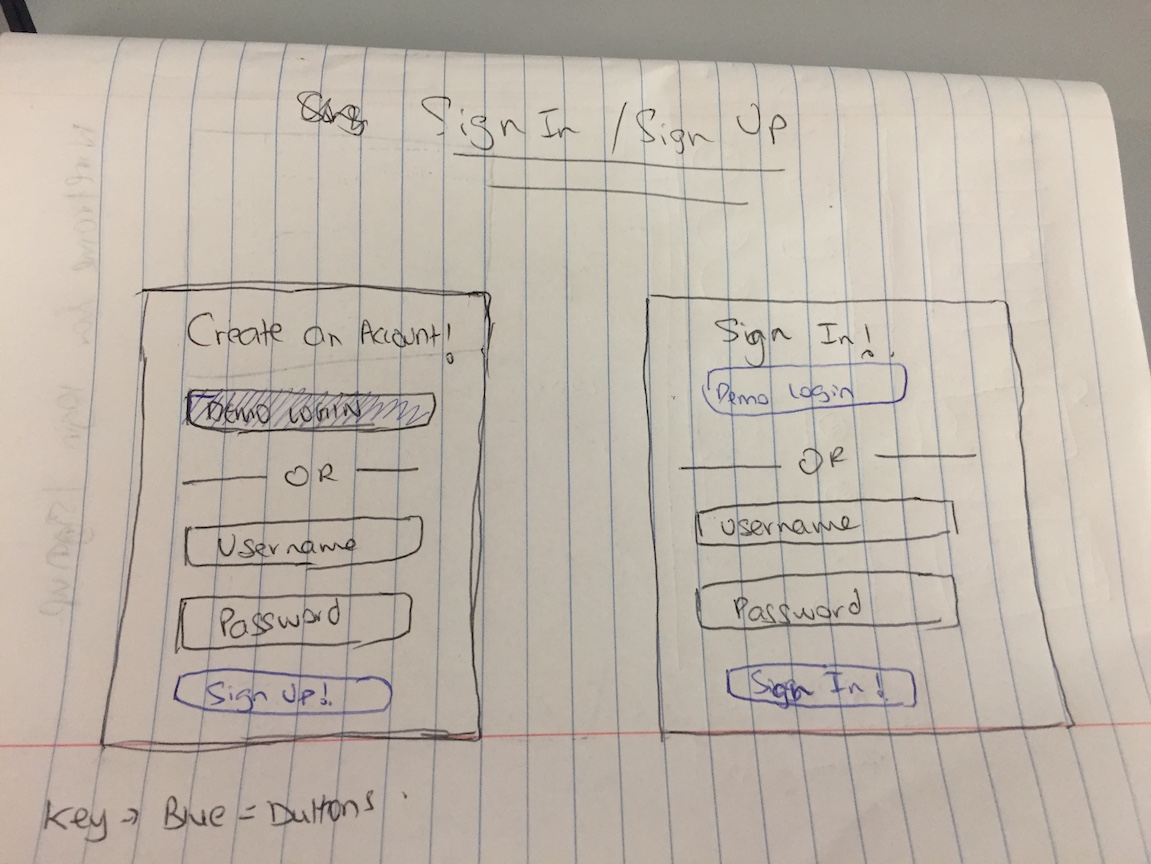 Sign In / Sign Up
Create an Account!
DEMO LOGIN
OR
Username
Password
Sign Up!
Sign In!
Demo Login
OR
Username
Password
Sign In!
Key → Blue = Buttons